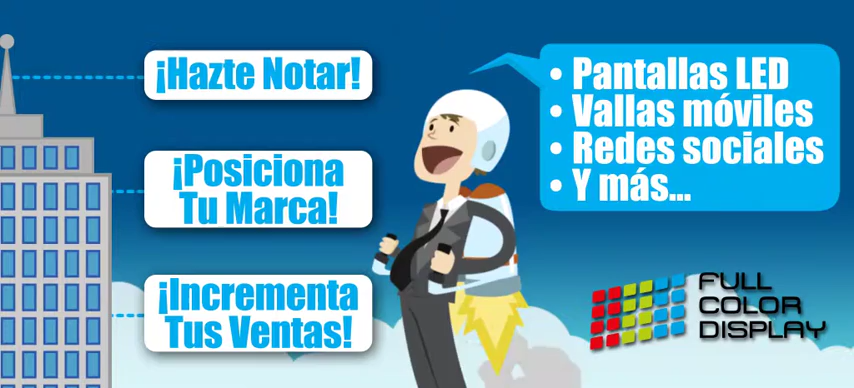 ¡Hazte Notar!
¡Posiciona
Tu Marca!
¡Incrementa
Tus Ventas!
• Pantallas LED
• Vallas móviles
• Redes sociales
• Y más...
FULL
COLOR
DISPLAY